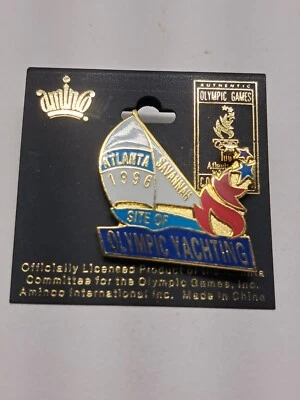 aminco
AUTHENTIC
OLYMPIC GAMES
ATLANTA
1996
SAVANNAH
SITE OF
OLYMPIC YACHTING
Officially Licensed Product of the
Committee for the Olympic Games, Inc.
Aminco International Inc. Made in China